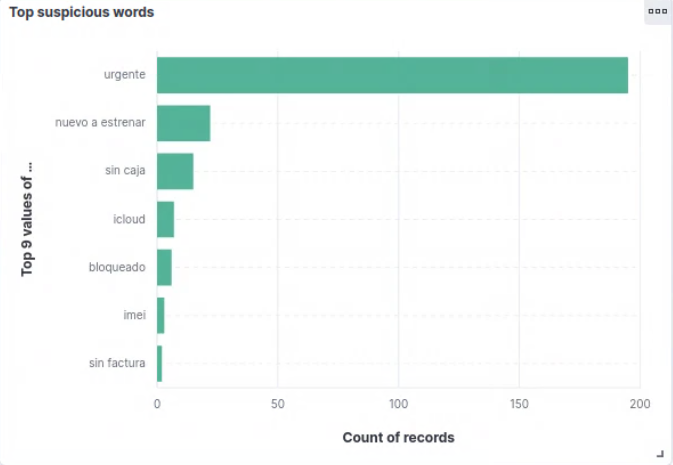 Top suspicious words
Top 9 values of ...
urgente
nuevo a estrenar
sin caja
icloud
bloqueado
imei
sin factura
0
50
100
150
200
Count of records